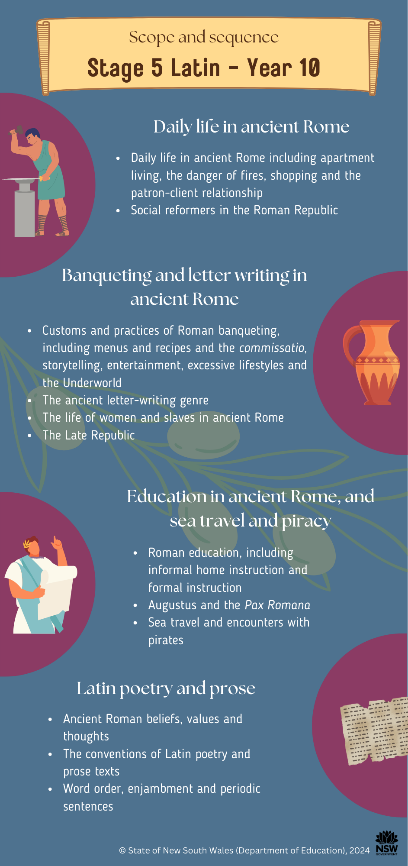 Scope and sequence
Stage 5 Latin - Year 10
Daily life in ancient Rome
• Daily life in ancient Rome including apartment
living, the danger of fires, shopping and the
patron-client relationship
• Social reformers in the Roman Republic
Banqueting and letter writing in
ancient Rome
• Customs and practices of Roman banqueting,
including menus and recipes and the commissatio,
storytelling, entertainment, excessive lifestyles and
the Underworld
• The ancient letter-writing genre
• The life of women and slaves in ancient Rome
• The Late Republic
Education in ancient Rome, and
sea travel and piracy
• Roman education, including
informal home instruction and
formal instruction
• Augustus and the Pax Romana
• Sea travel and encounters with
pirates
Latin poetry and prose
• Ancient Roman beliefs, values and
thoughts
• The conventions of Latin poetry and
prose texts
• Word order, enjambment and periodic
sentences
© State of New South Wales (Department of Education), 2024
NSW